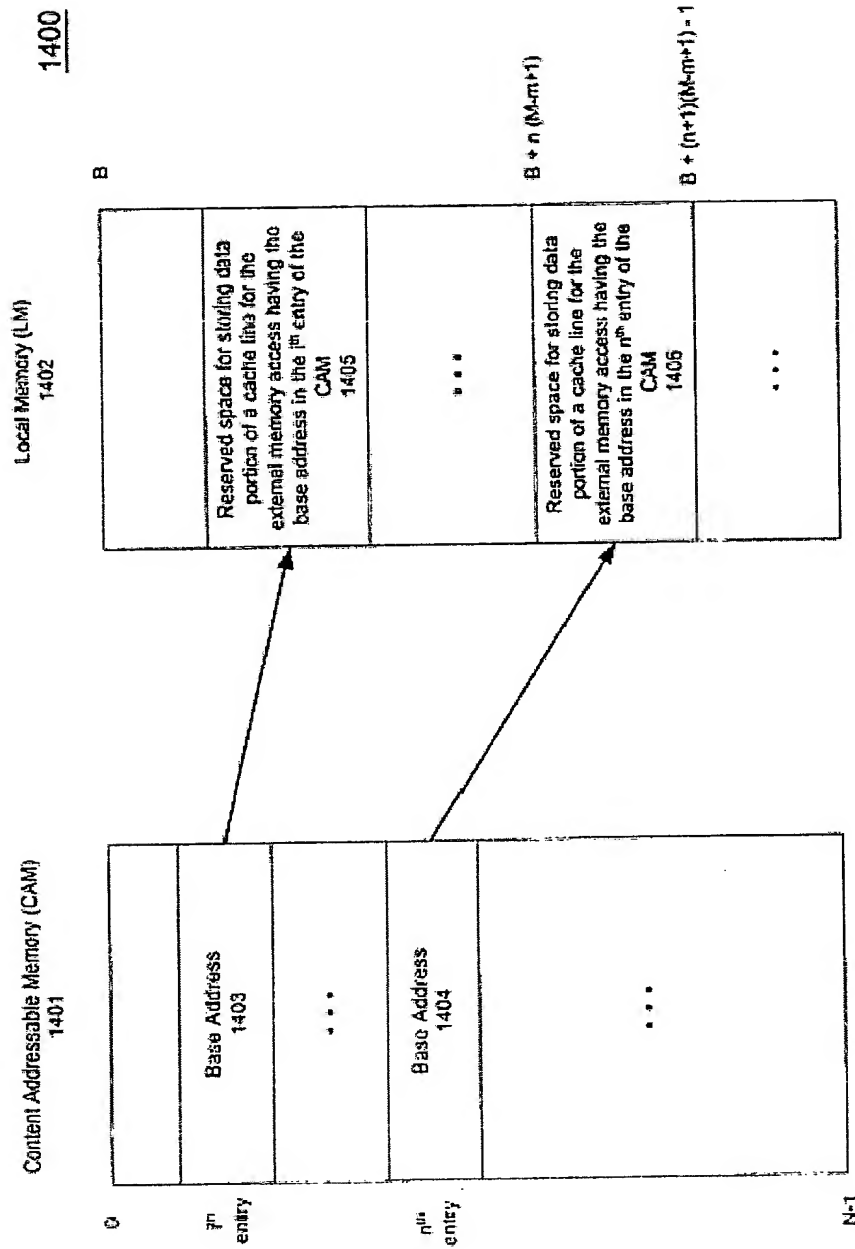 1400
Content Addressable Memory (CAM)
1401
0
entry
Base Address
1403
• • •
nth
entry
Base Address
1404
• • •
N-1
Local Memory (LM)
1402
B
Reserved space for storing data
portion of a cache line for the
external memory access having the
base address in the ith entry of the
CAM
1405
• • •
B + n (M-m+1)
Reserved space for storing data
portion of a cache line for the
external memory access having the
base address in the nth entry of the
CAM
1406
B + (n+1)(M-m+1) - 1
• • •